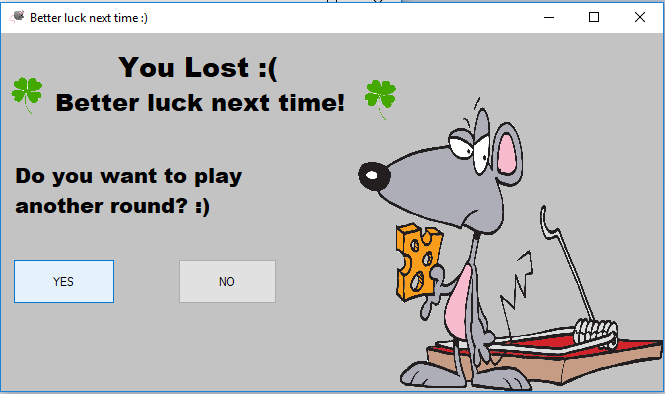 Better luck next time :)
You Lost :(
Better luck next time!
Do you want to play
another round? :)
YES
NO